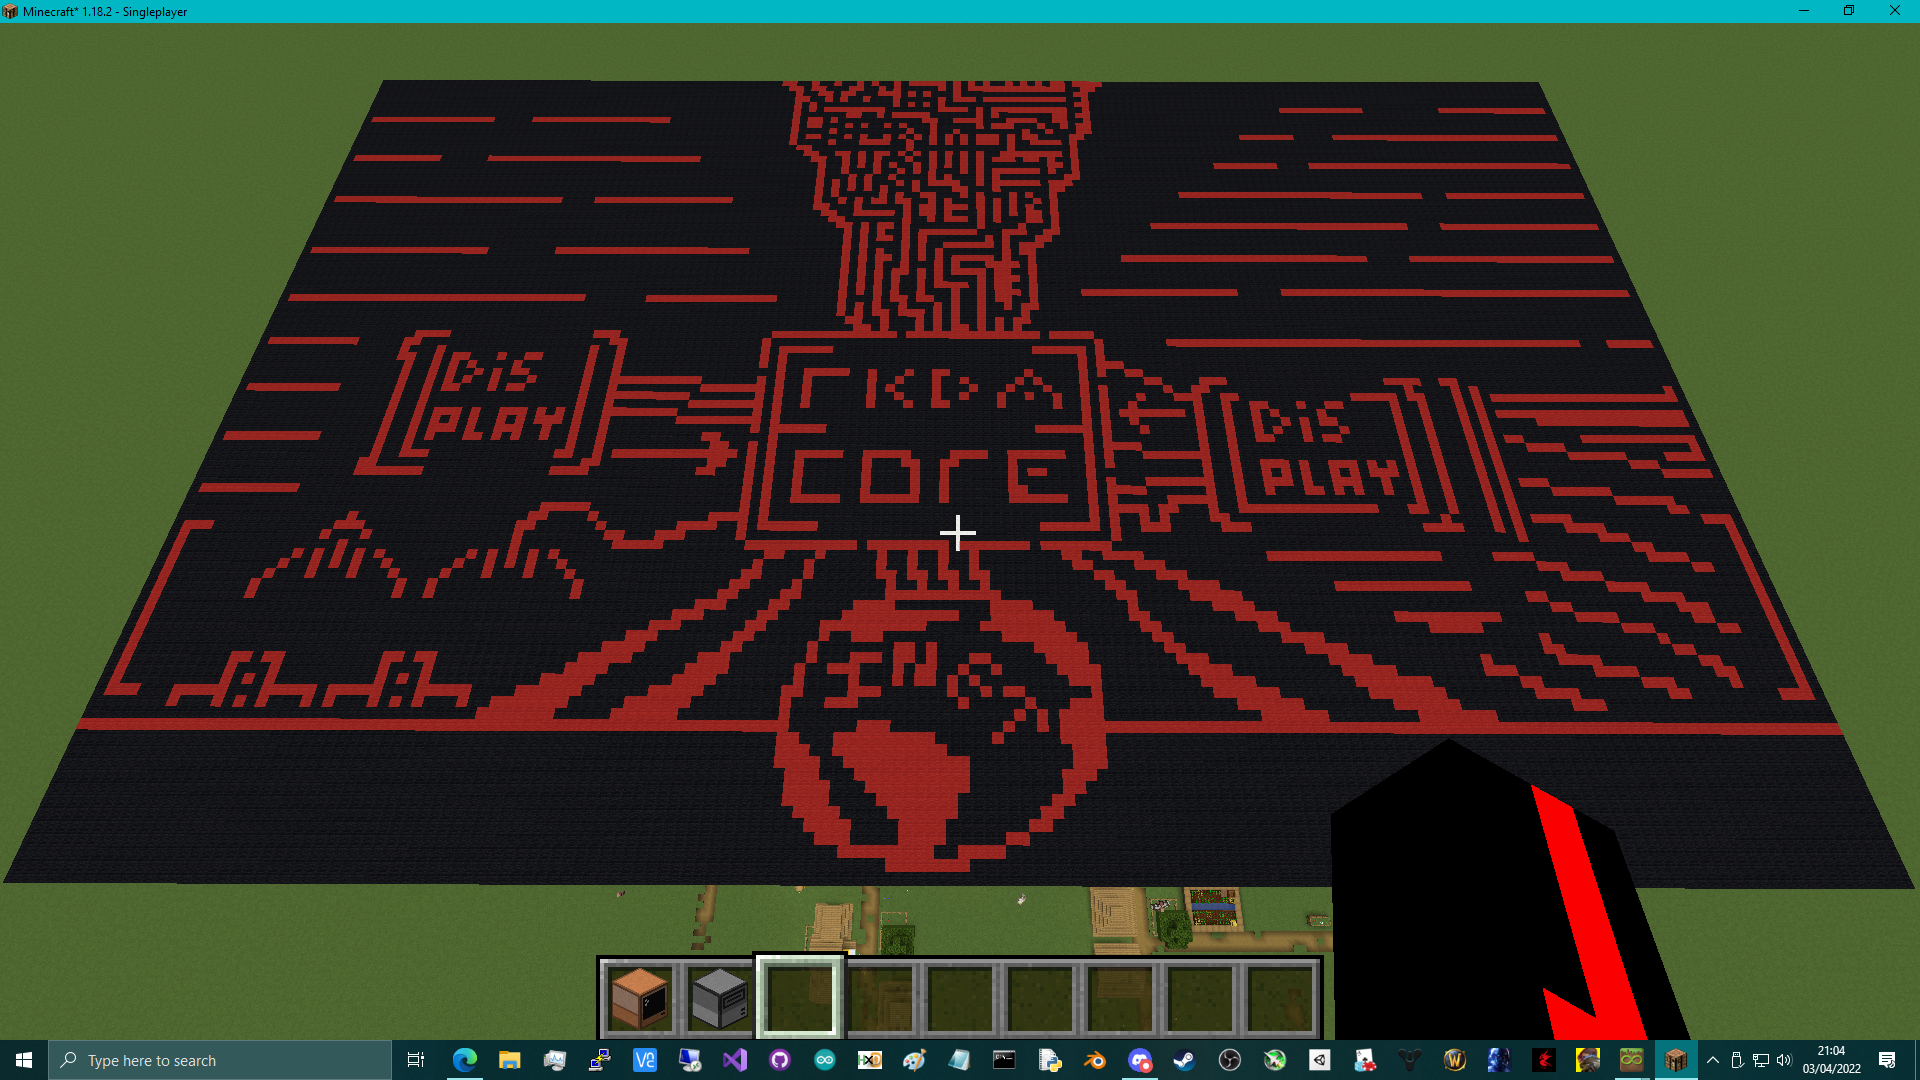 Minecraft* 1.18.2 - Singleplayer
Dis
PLAY
core
Dis
PLAY
Type here to search
21:04
03/04/2022